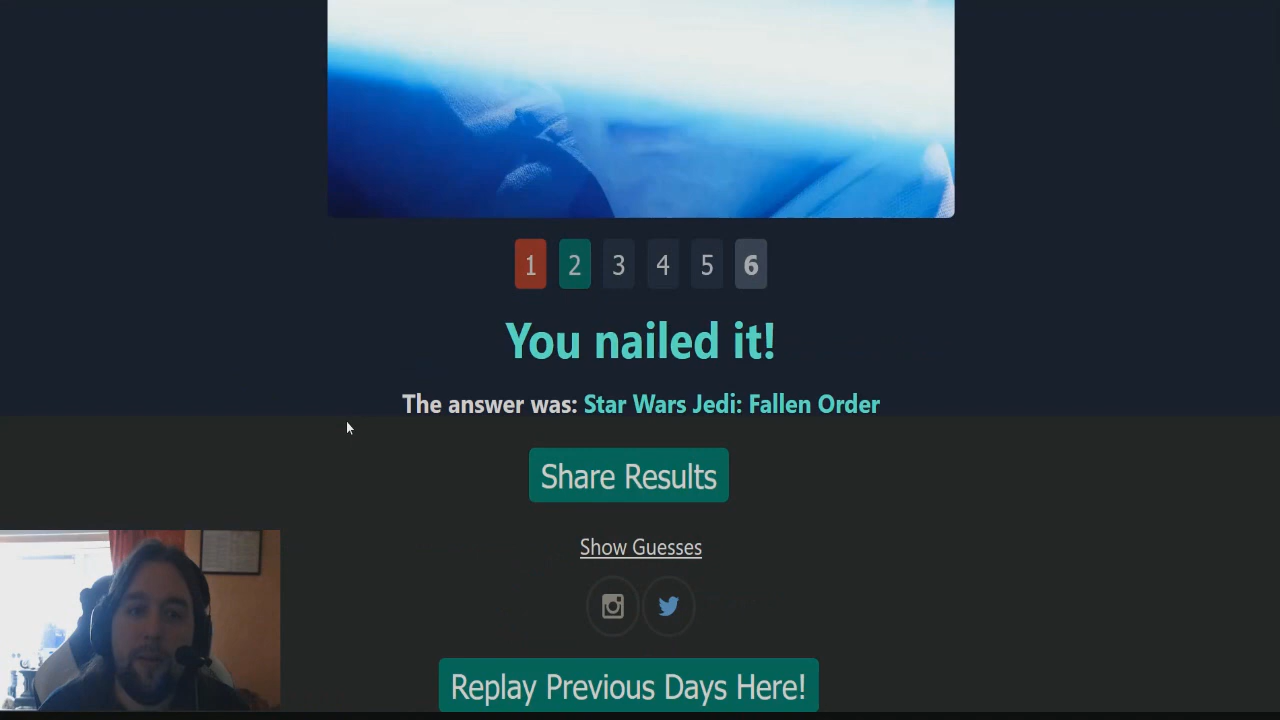 1 2 3 4 5 6
You nailed it!
The answer was: Star Wars Jedi: Fallen Order
Share Results
Show Guesses
Replay Previous Days Here!